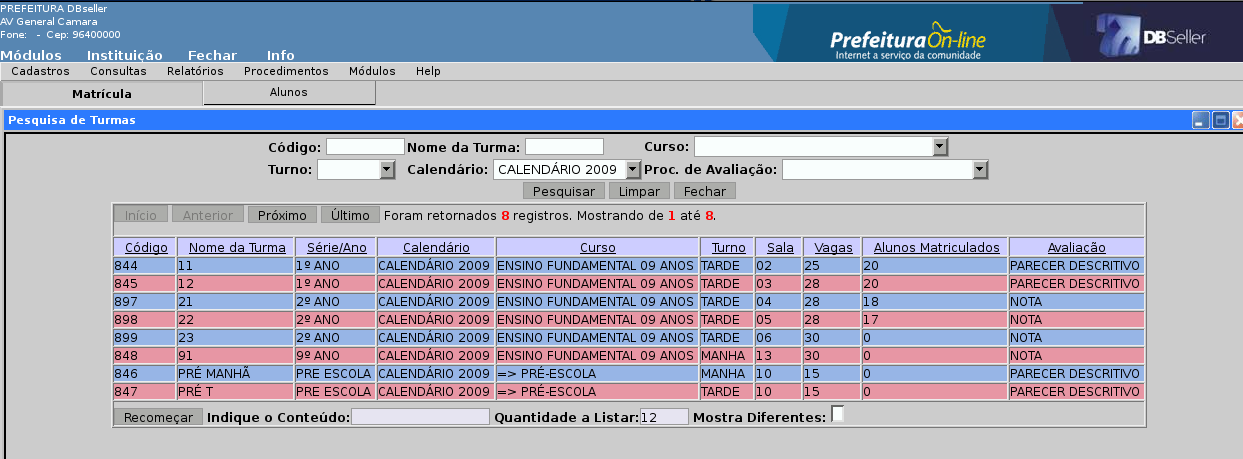 PREFEITURA DBseller
AV General Camara
Fone: - Cep: 96400000
PrefeituraOn-line
Internet a serviço da comunidade
DBSeller
Módulos Instituição Fechar Info
Cadastros Consultas Relatórios Procedimentos Módulos Help
Matrícula Alunos
Pesquisa de Turmas
Código: Nome da Turma: Curso:
Turno: Calendário: CALENDÁRIO 2009 Proc. de Avaliação:
Pesquisar Limpar Fechar
Início Anterior Próximo Último Foram retornados 8 registros. Mostrando de 1 até 8.
Código Nome da Turma Série/Ano Calendário Curso Turno Sala Vagas Alunos Matriculados Avaliação
844 11 1º ANO CALENDÁRIO 2009 ENSINO FUNDAMENTAL 09 ANOS TARDE 02 25 20 PARECER DESCRITIVO
845 12 1º ANO CALENDÁRIO 2009 ENSINO FUNDAMENTAL 09 ANOS TARDE 03 28 20 PARECER DESCRITIVO
897 21 2º ANO CALENDÁRIO 2009 ENSINO FUNDAMENTAL 09 ANOS TARDE 04 28 18 NOTA
898 22 2º ANO CALENDÁRIO 2009 ENSINO FUNDAMENTAL 09 ANOS TARDE 05 28 17 NOTA
899 23 2º ANO CALENDÁRIO 2009 ENSINO FUNDAMENTAL 09 ANOS TARDE 06 30 0 NOTA
848 91 9º ANO CALENDÁRIO 2009 ENSINO FUNDAMENTAL 09 ANOS MANHA 13 30 0 NOTA
846 PRÉ MANHÃ PRE ESCOLA CALENDÁRIO 2009 => PRÉ-ESCOLA MANHA 10 15 0 PARECER DESCRITIVO
847 PRÉ T PRE ESCOLA CALENDÁRIO 2009 => PRÉ-ESCOLA TARDE 10 15 0 PARECER DESCRITIVO
Recomeçar Indique o Conteúdo: Quantidade a Listar: 12 Mostra Diferentes: